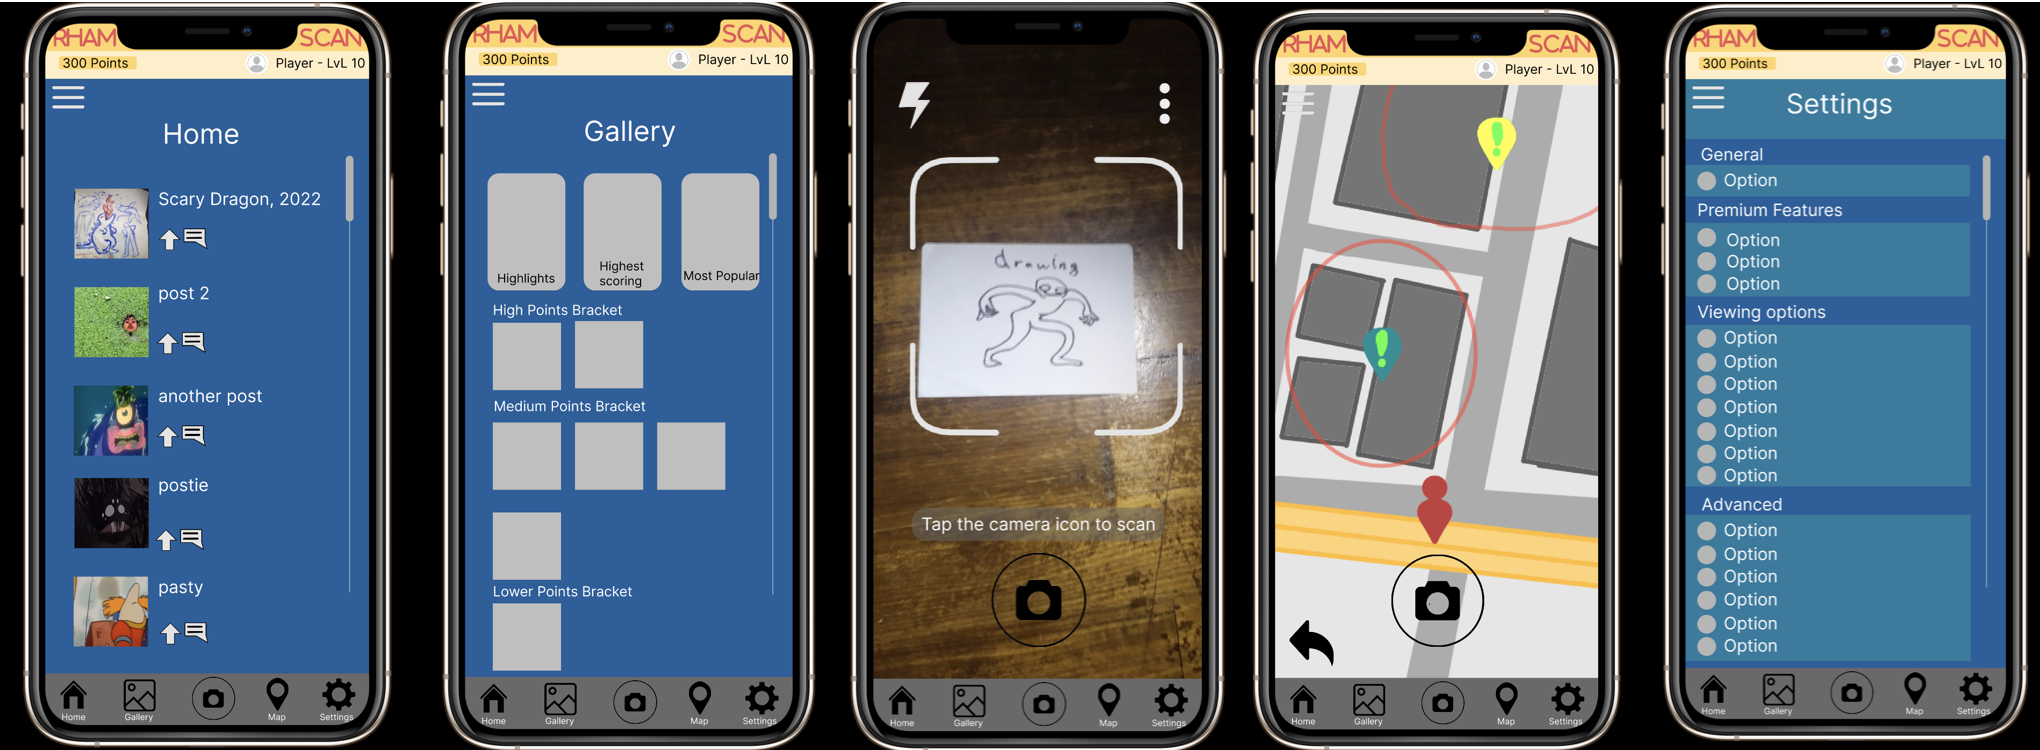 RHAM SCAN
300 Points Player - LvL 10
Home
Scary Dragon, 2022
post 2
another post
postie
pasty
Home Gallery Map Settings
RHAM SCAN
300 Points Player - LvL 10
Gallery
Highlights
Highest
scoring
Most Popular
High Points Bracket
Medium Points Bracket
Lower Points Bracket
Home Gallery Map Settings
drawing
Tap the camera icon to scan
Home Gallery Map Settings
RHAM SCAN
300 Points Player - LvL 10
Home Gallery Map Settings
RHAM SCAN
300 Points Player - LvL 10
Settings
General
Option
Premium Features
Option
Option
Option
Viewing options
Option
Option
Option
Option
Option
Option
Option
Advanced
Option
Option
Option
Option
Option
Option
Home Gallery Map Settings